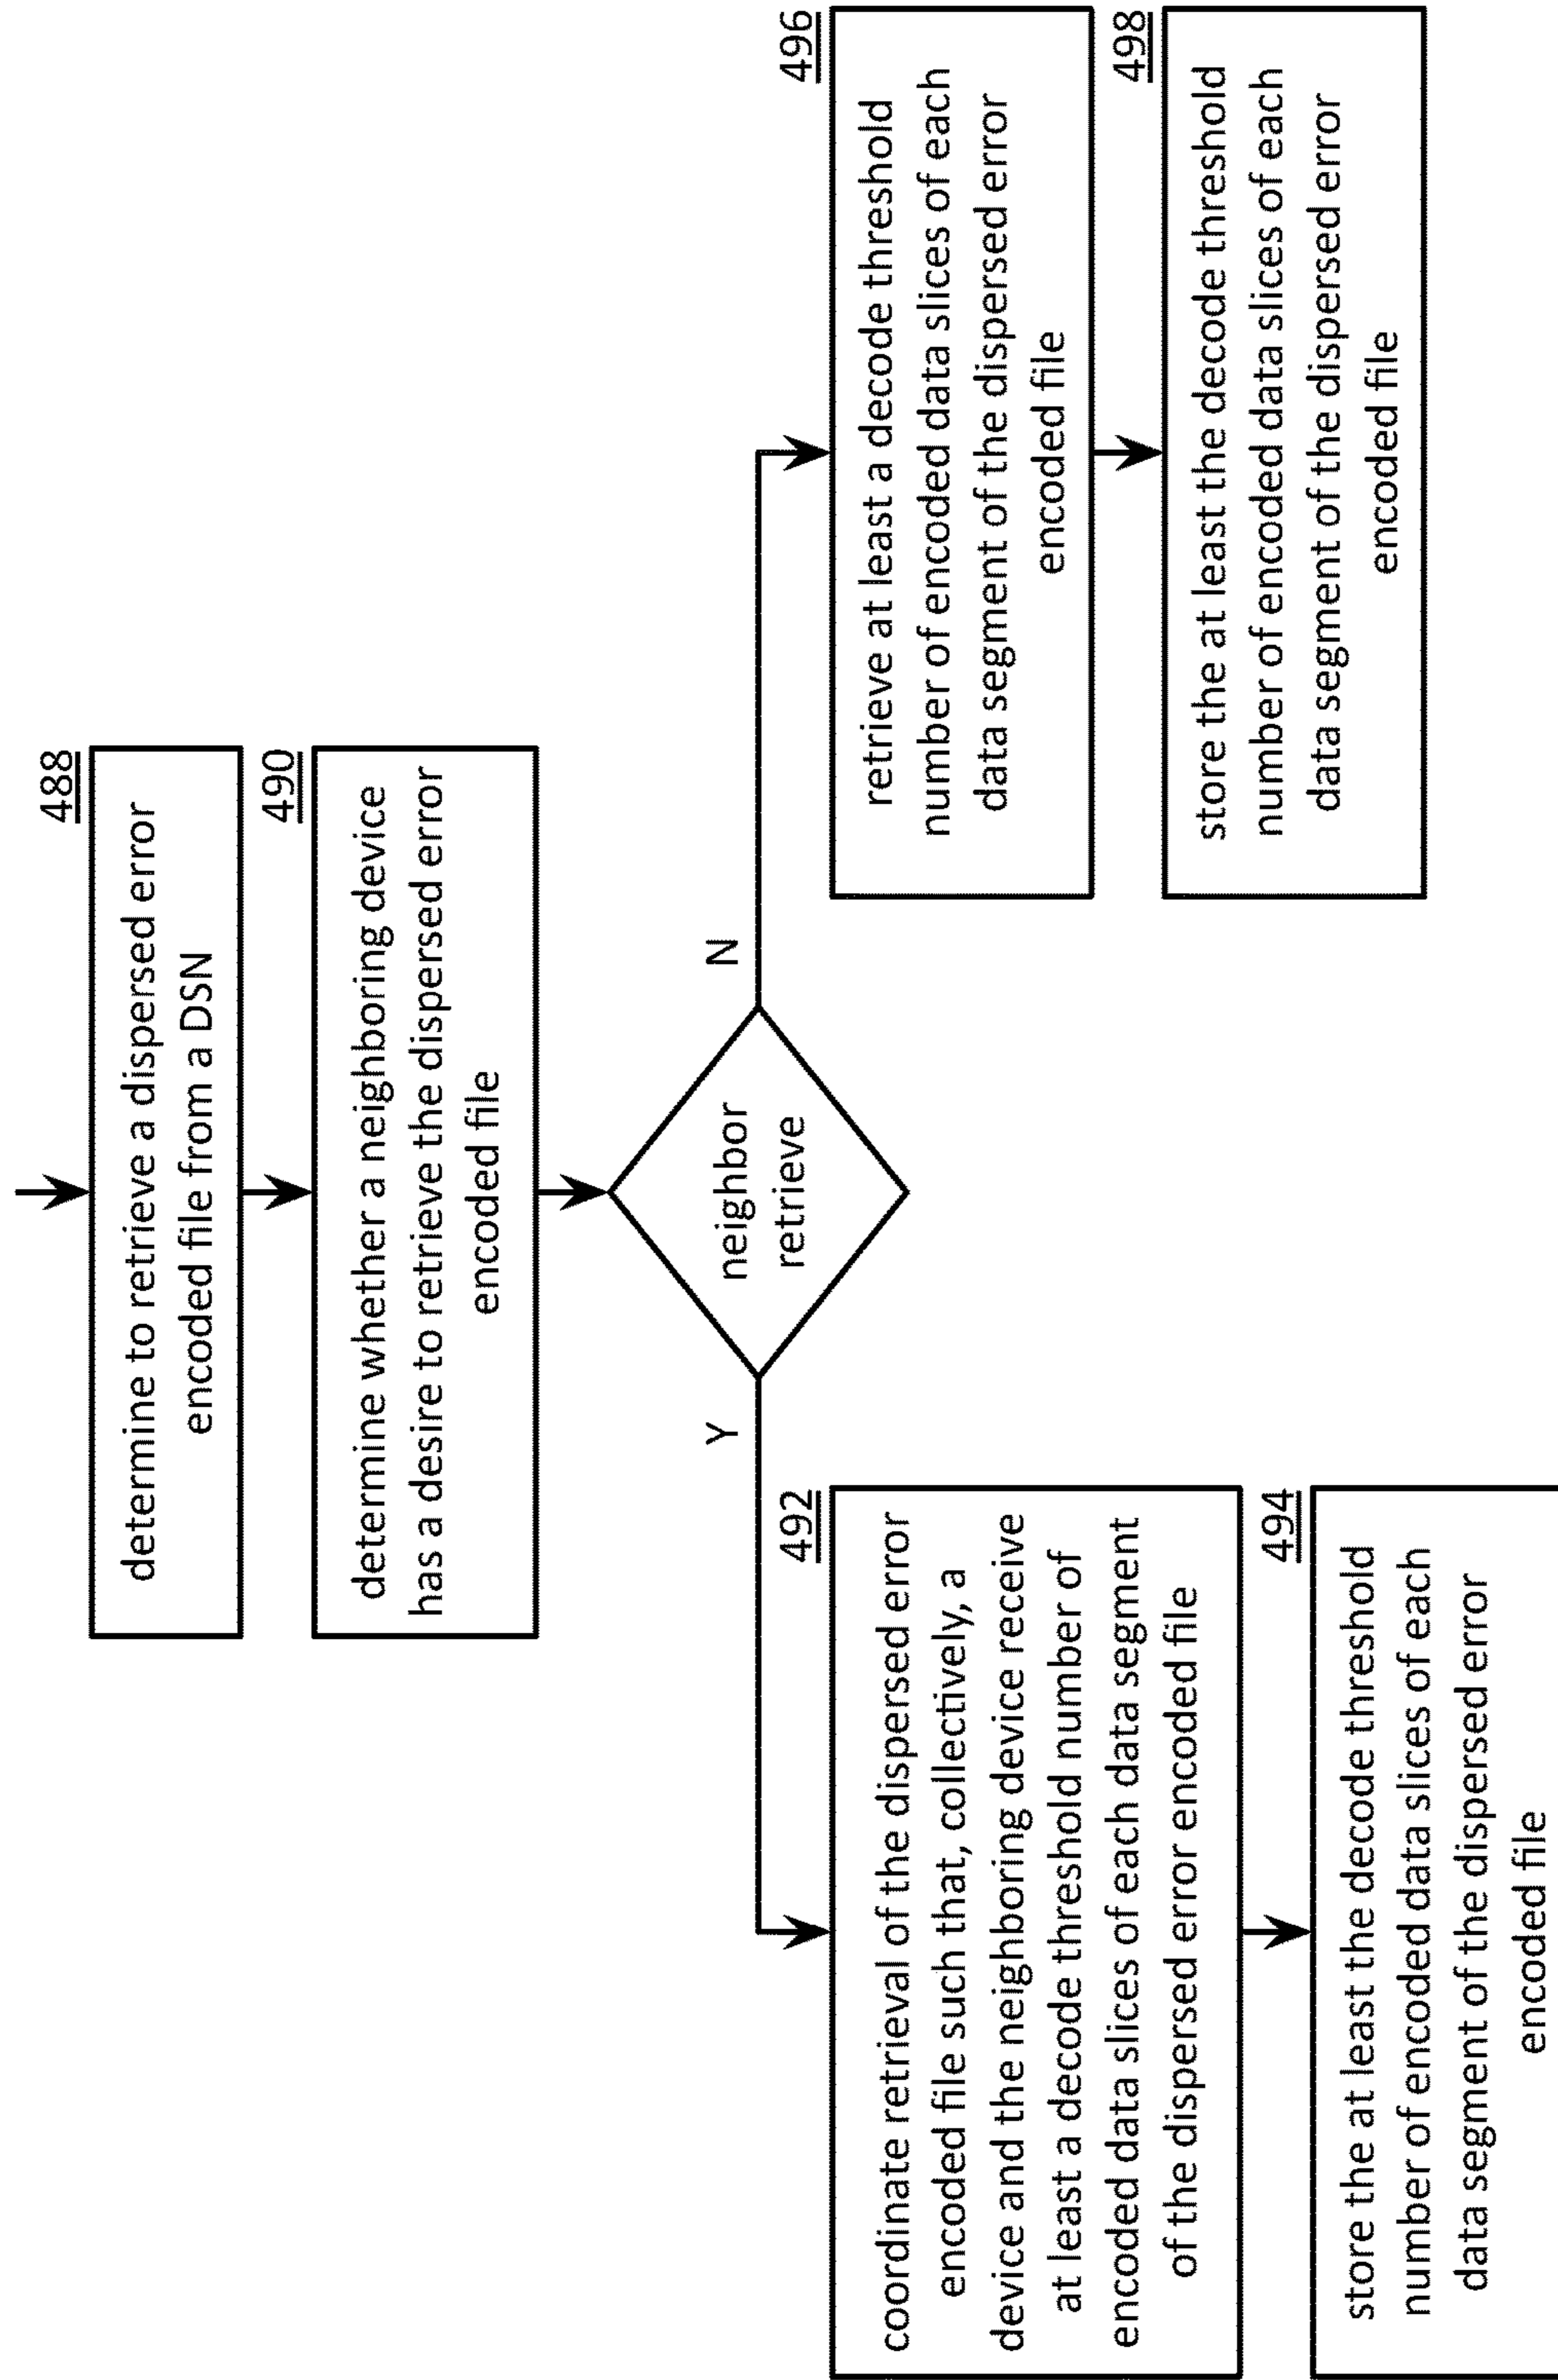 488
determine to retrieve a dispersed error
encoded file from a DSN
490
determine whether a neighboring device
has a desire to retrieve the dispersed error
encoded file
neighbor
retrieve
Y
N
492
coordinate retrieval of the dispersed error
encoded file such that, collectively, a
device and the neighboring device receive
at least a decode threshold number of
encoded data slices of each data segment
of the dispersed error encoded file
494
store the at least the decode threshold
number of encoded data slices of each
data segment of the dispersed error
encoded file
496
retrieve at least a decode threshold
number of encoded data slices of each
data segment of the dispersed error
encoded file
498
store the at least the decode threshold
number of encoded data slices of each
data segment of the dispersed error
encoded file